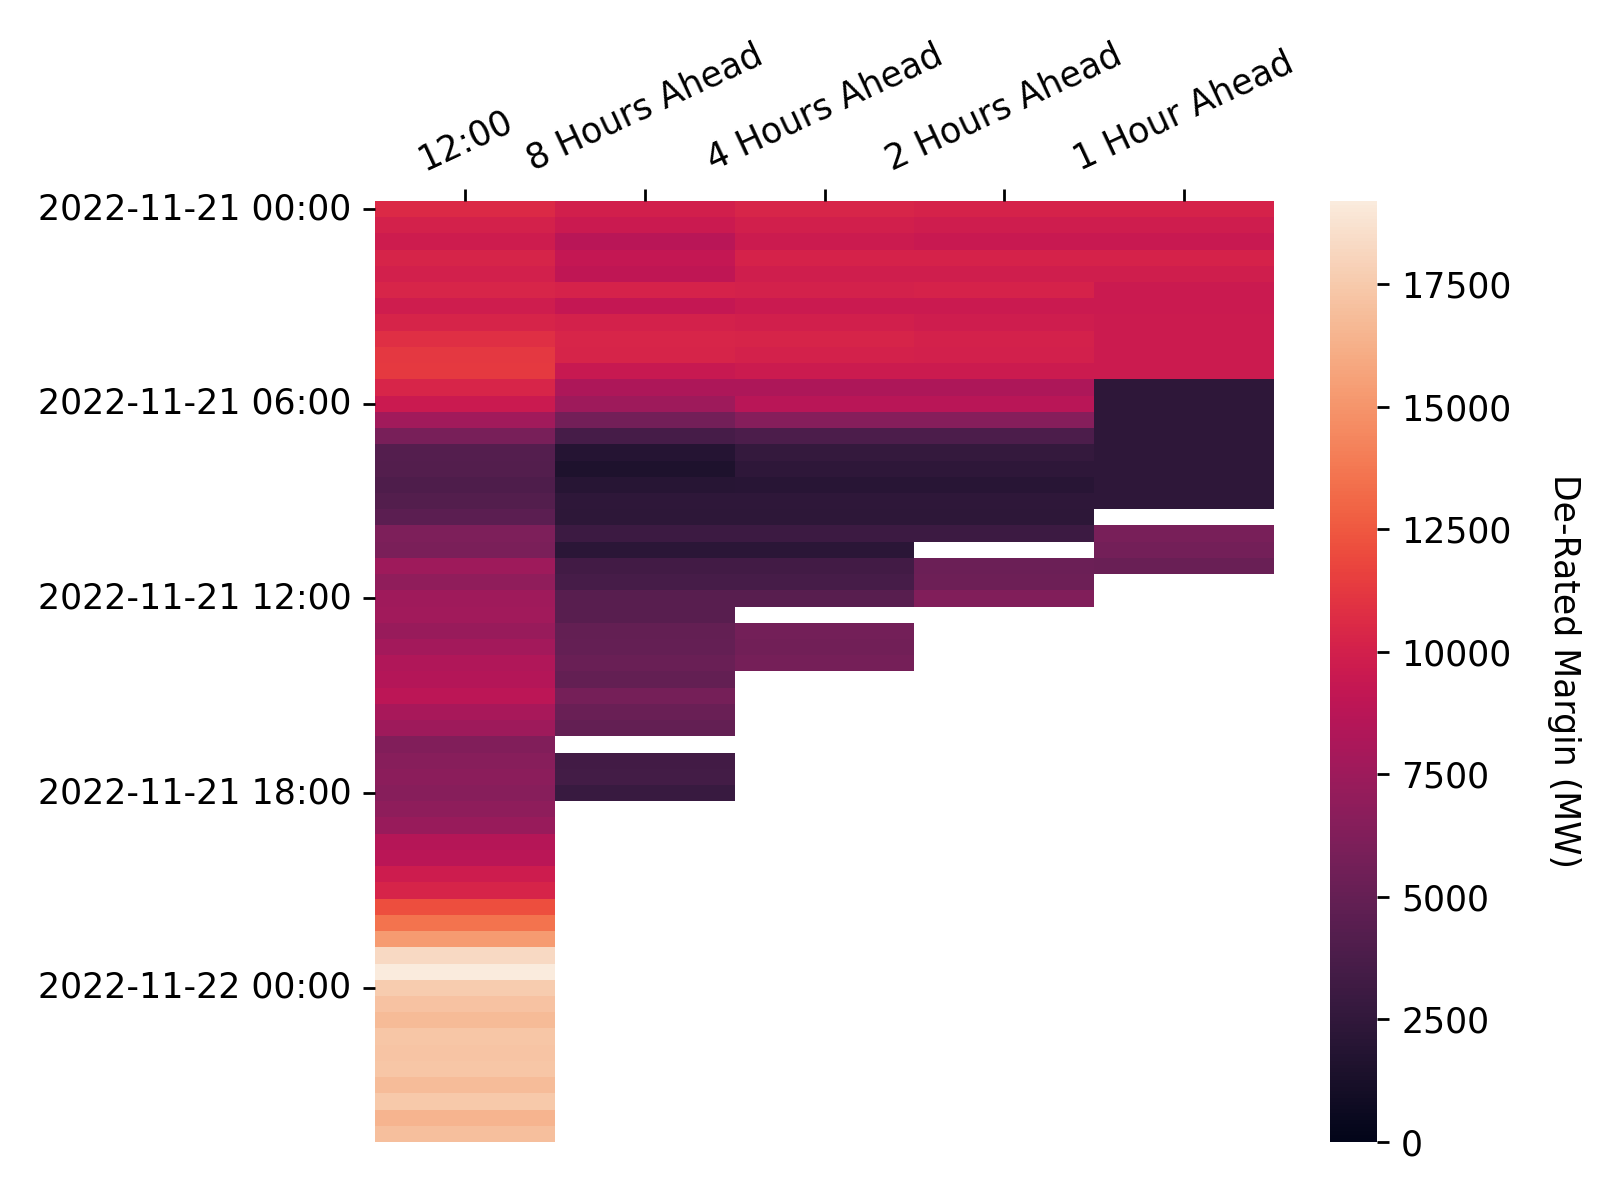 12:00
8 Hours Ahead
4 Hours Ahead
2 Hours Ahead
1 Hour Ahead
2022-11-21 00:00
2022-11-21 06:00
2022-11-21 12:00
2022-11-21 18:00
2022-11-22 00:00
17500
15000
12500
10000
7500
5000
2500
0
De-Rated Margin (MW)